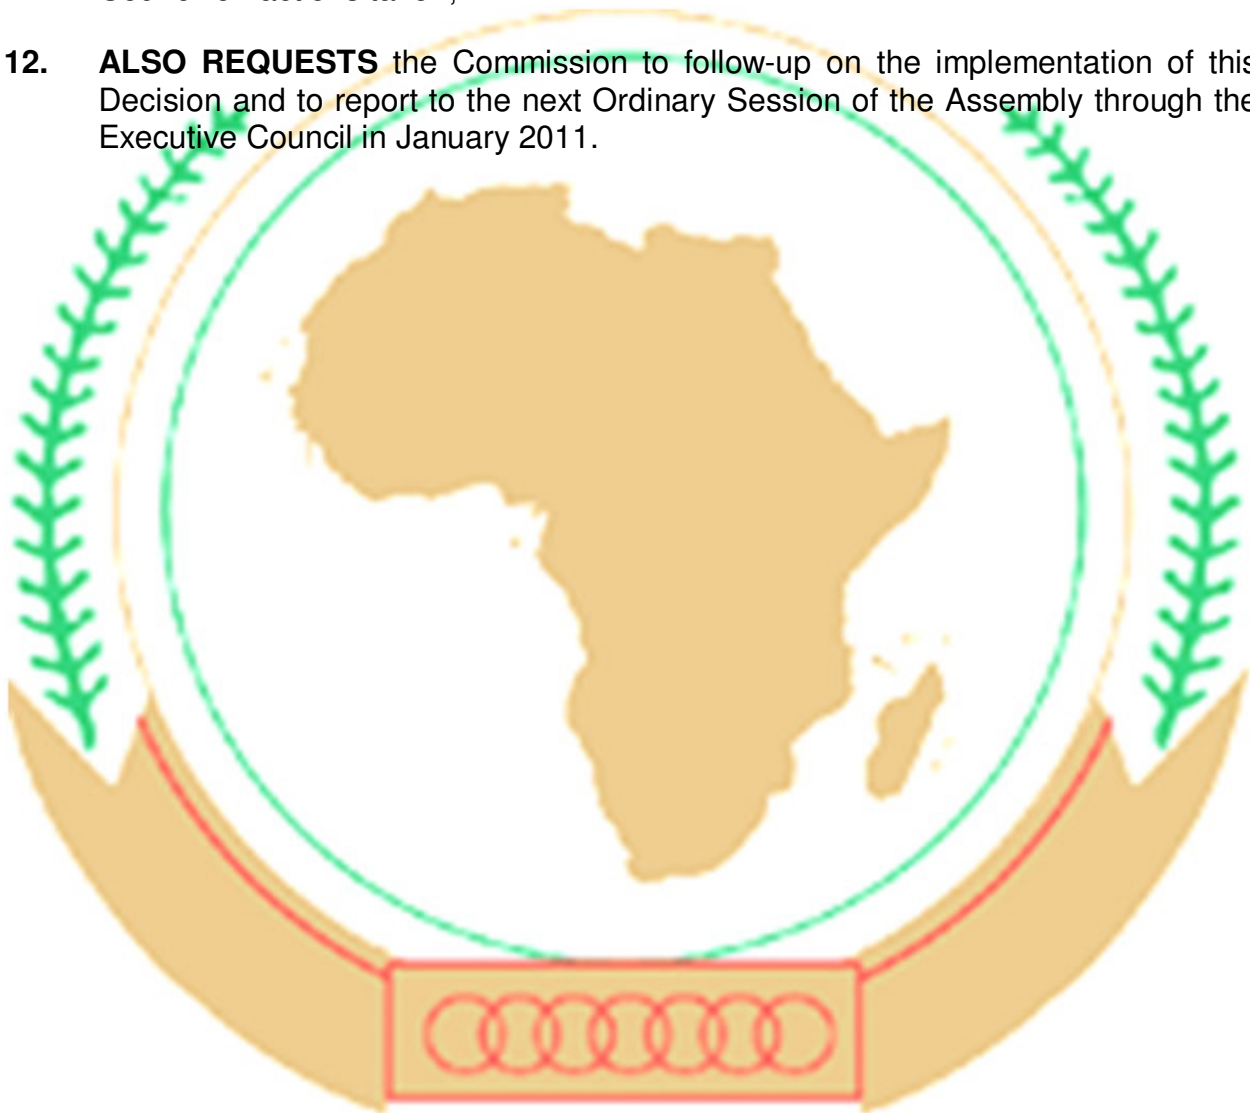 12. ALSO REQUESTS the Commission to follow-up on the implementation of this
Decision and to report to the next Ordinary Session of the Assembly through the
Executive Council in January 2011.